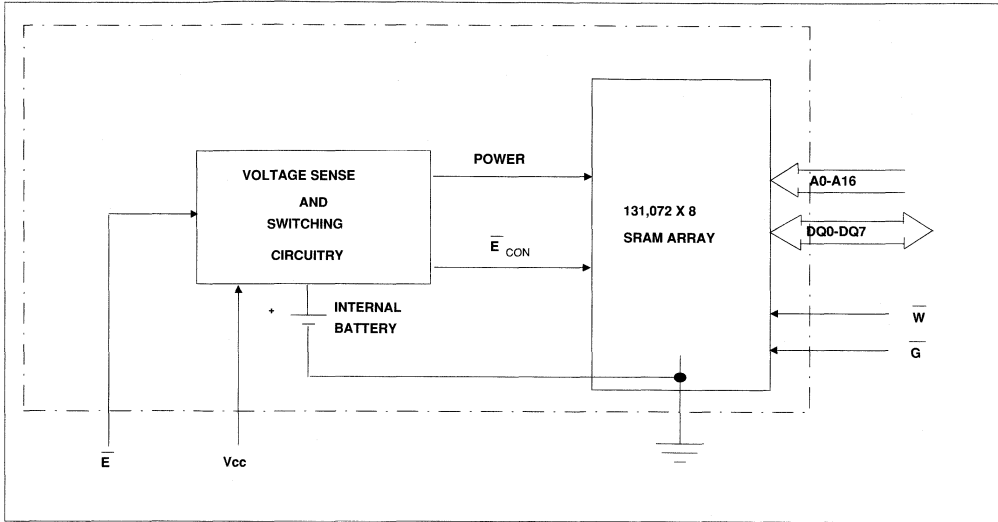 VOLTAGE SENSE
AND
SWITCHING
CIRCUITRY
POWER
E̅ CON
131,072 X 8
SRAM ARRAY
A0-A16
DQ0-DQ7
W̅
G̅
+
INTERNAL
BATTERY
E̅
Vcc